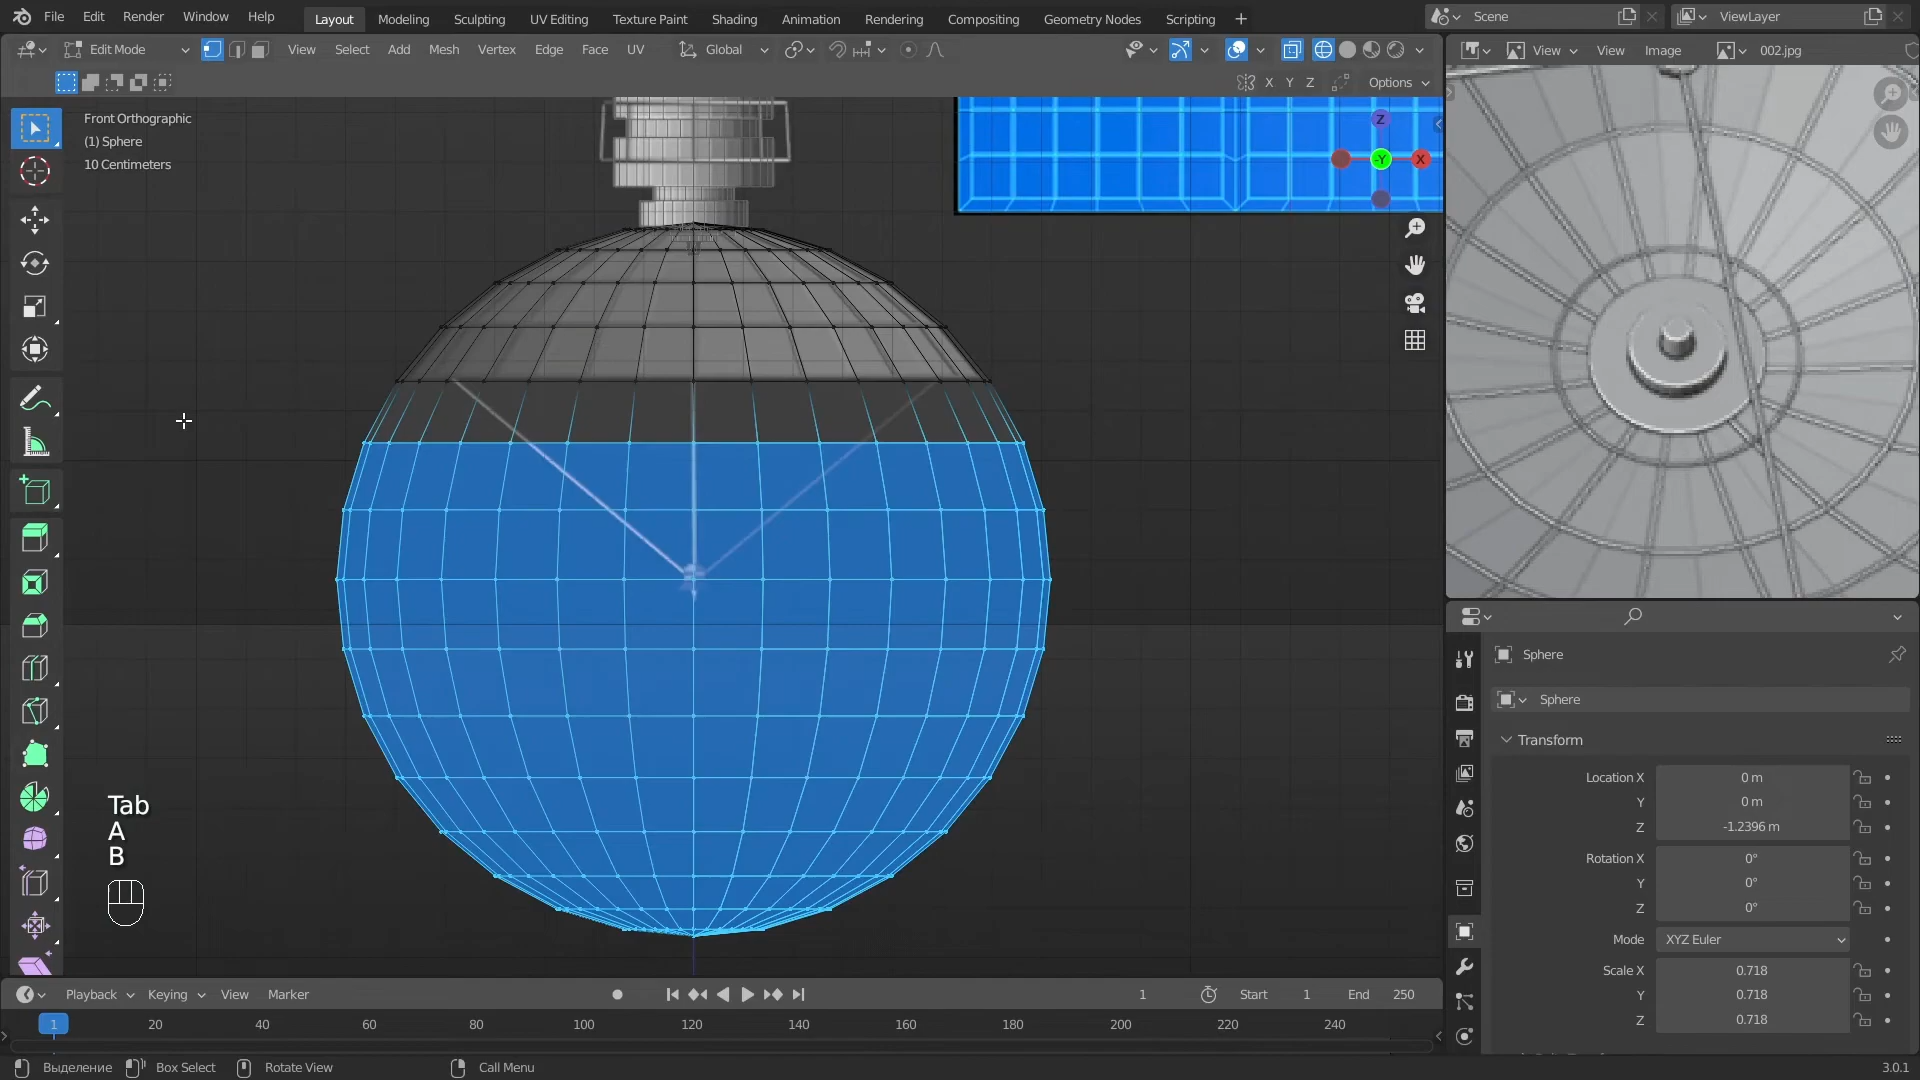 File Edit Render Window Help Layout Modeling Sculpting UV Editing Texture Paint Shading Animation Rendering Compositing Geometry Nodes Scripting + Scene ViewLayer
Edit Mode View Select Add Mesh Vertex Edge Face UV Global View View Image 002.jpg
X Y Z Options
Front Orthographic
(1) Sphere
10 Centimeters
Z
-Y
X
Sphere
Sphere
Transform
Location X 0 m
Y 0 m
Z -1.2396 m
Rotation X 0°
Y 0°
Z 0°
Mode XYZ Euler
Scale X 0.718
Y 0.718
Z 0.718
Tab
A
B
Playback Keying View Marker 1 Start 1 End 250
1 20 40 60 80 100 120 140 160 180 200 220 240
Выделение Box Select Rotate View Call Menu 3.0.1